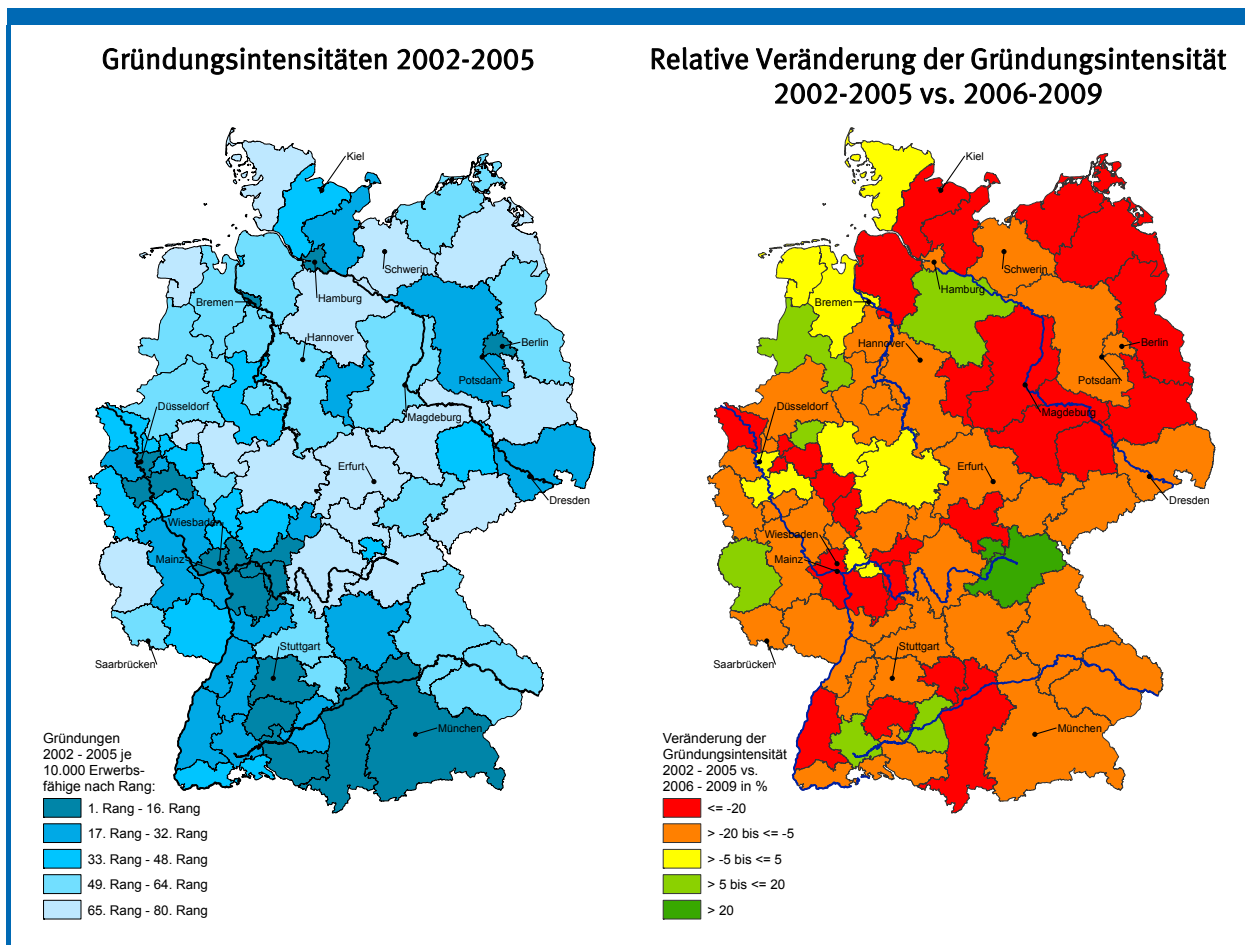 Gründungsintensitäten 2002-2005
Kiel
Schwerin
Hamburg
Bremen
Hannover
Berlin
Potsdam
Düsseldorf
Magdeburg
Erfurt
Dresden
Wiesbaden
Mainz
Stuttgart
Saarbrücken
München
Gründungen
2002 - 2005 je
10.000 Erwerbs-
fähige nach Rang:
1. Rang - 16. Rang
17. Rang - 32. Rang
33. Rang - 48. Rang
49. Rang - 64. Rang
65. Rang - 80. Rang
Relative Veränderung der Gründungsintensität
2002-2005 vs. 2006-2009
Kiel
Schwerin
Hamburg
Bremen
Hannover
Berlin
Potsdam
Düsseldorf
Magdeburg
Erfurt
Dresden
Wiesbaden
Mainz
Stuttgart
Saarbrücken
München
Veränderung der
Gründungsintensität
2002 - 2005 vs.
2006 - 2009 in %
<= -20
> -20 bis <= -5
> -5 bis <= 5
> 5 bis <= 20
> 20